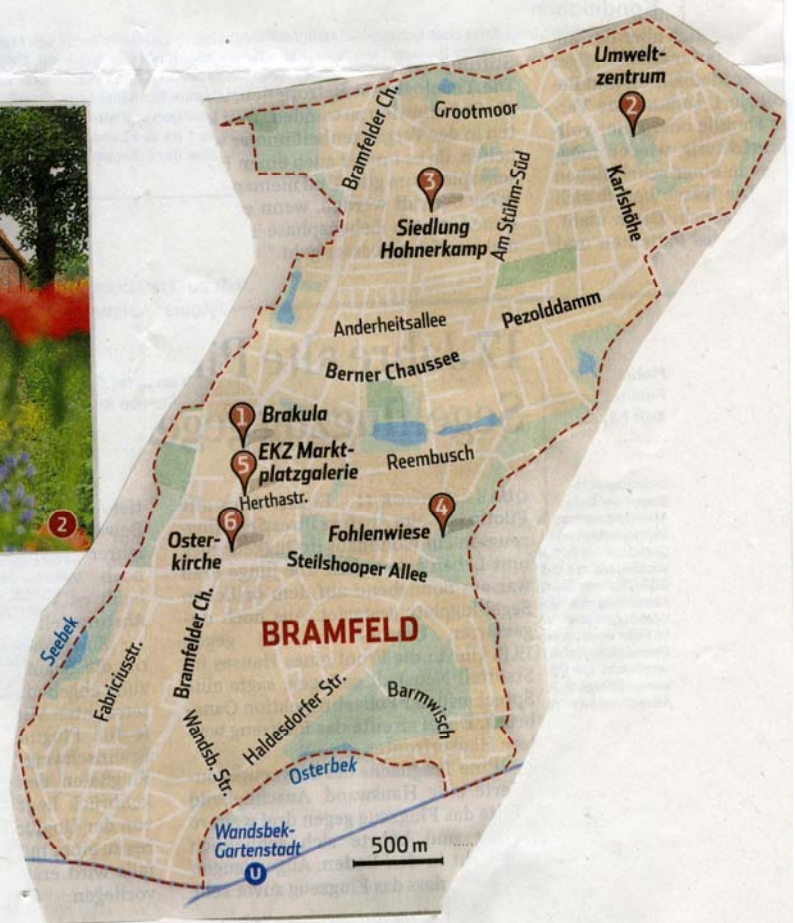 Umwelt-
zentrum
2
Bramfelder Ch.
Grootmoor
3
Siedlung
Hohnerkamp
Am Stühm-Süd
Karlshöhe
Anderheitsallee
Pezolddamm
Berner Chaussee
1 Brakula
5 EKZ Markt-
platzgalerie
Reembusch
Herthastr.
6
Oster-
kirche
4
Fohlenwiese
Steilshooper Allee
2
BRAMFELD
Seebek
Fabriciusstr.
Bramfelder Ch.
Wandsb. Str.
Haldesdorfer Str.
Barmwisch
Osterbek
Wandsbek-
Gartenstadt
U
500 m